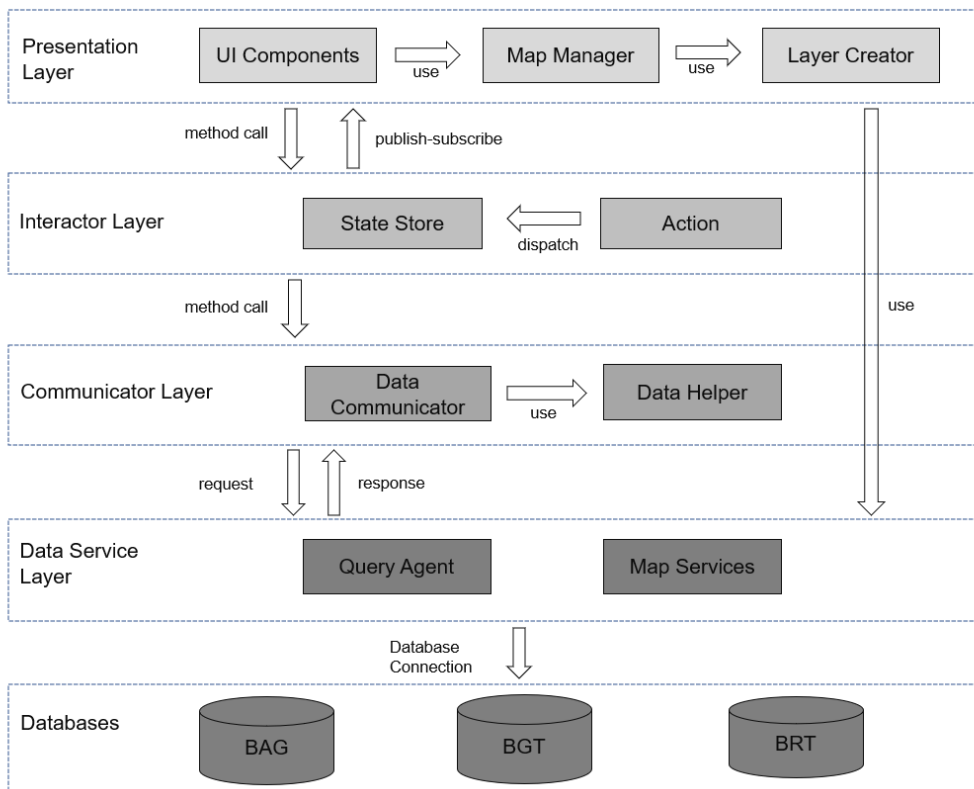 Presentation
Layer
UI Components
use
Map Manager
use
Layer Creator
method call
publish-subscribe
Interactor Layer
State Store
dispatch
Action
method call
use
Communicator Layer
Data
Communicator
use
Data Helper
request
response
Data Service
Layer
Query Agent
Map Services
Database
Connection
Databases
BAG
BGT
BRT